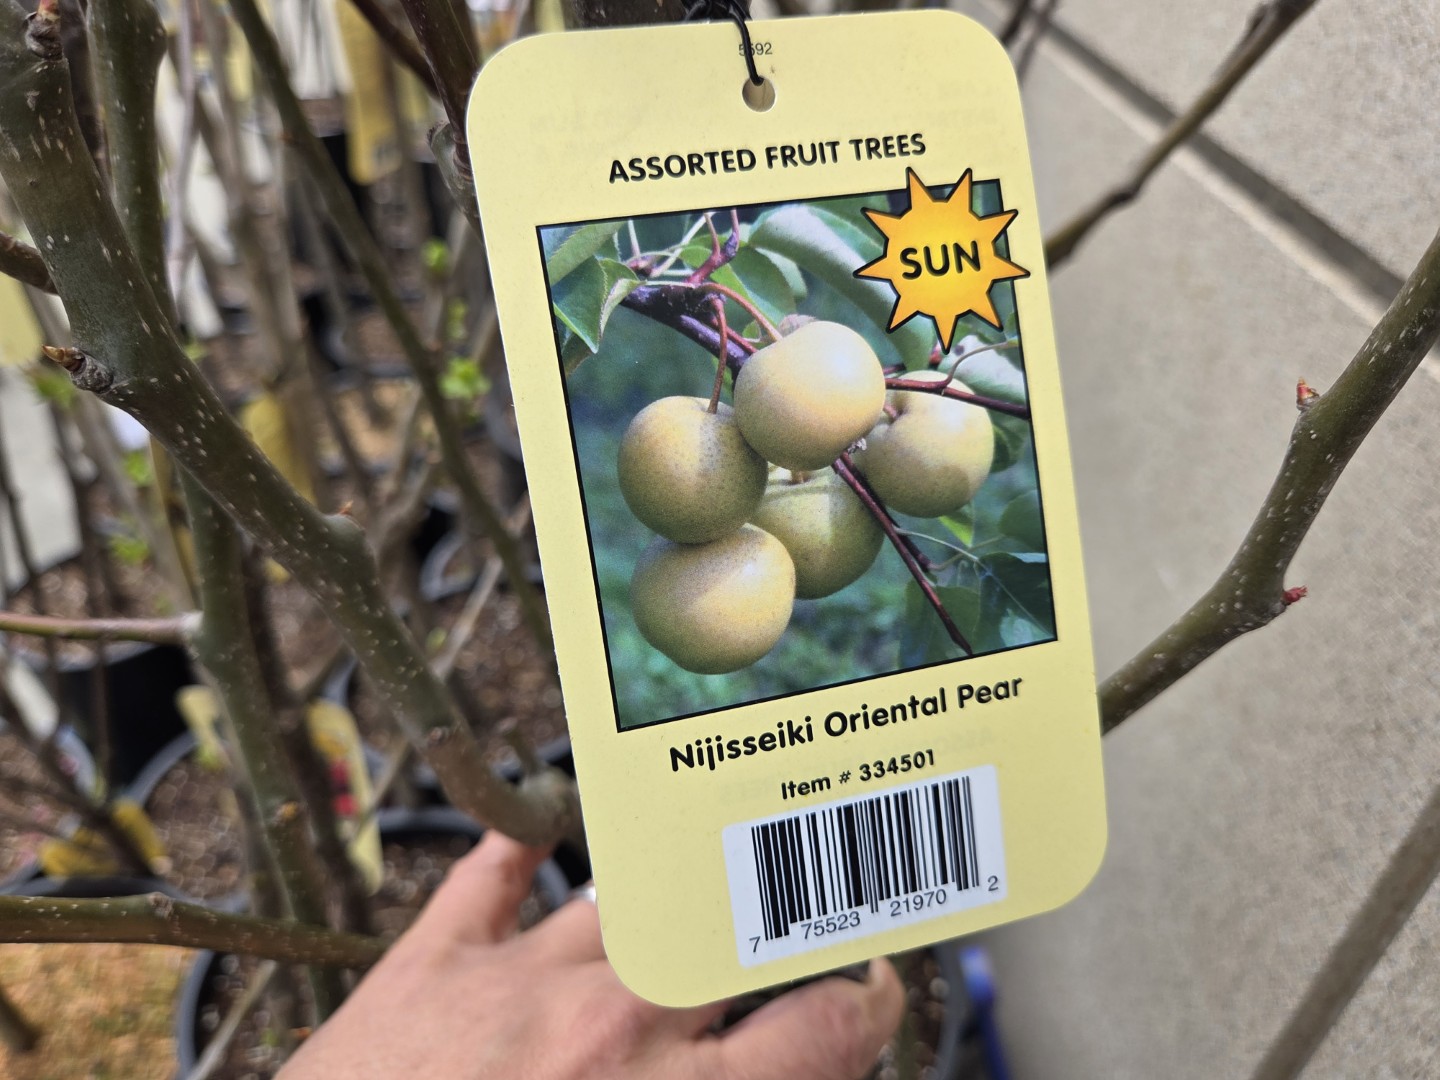 5592
ASSORTED FRUIT TREES
SUN
Nijisseiki Oriental Pear
Item # 334501
7 75523 21970 2